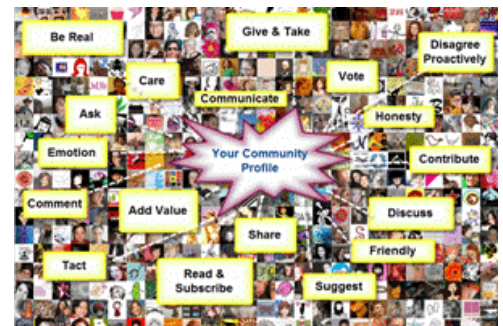 Be Real
Give & Take
Disagree
Proactively
Care
Vote
Communicate
Ask
Honesty
Emotion
Your Community
Profile
Contribute
Comment
Add Value
Discuss
Share
Friendly
Tact
Read &
Subscribe
Suggest